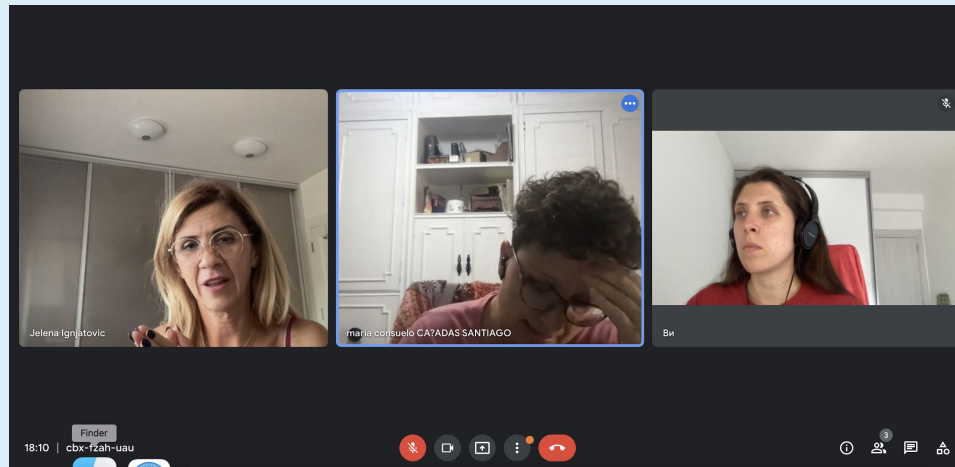 Jelena Ignjatovic
maria consuelo CA?ADAS SANTIAGO
Ви
Finder
18:10 | cbx-fzah-uau
3